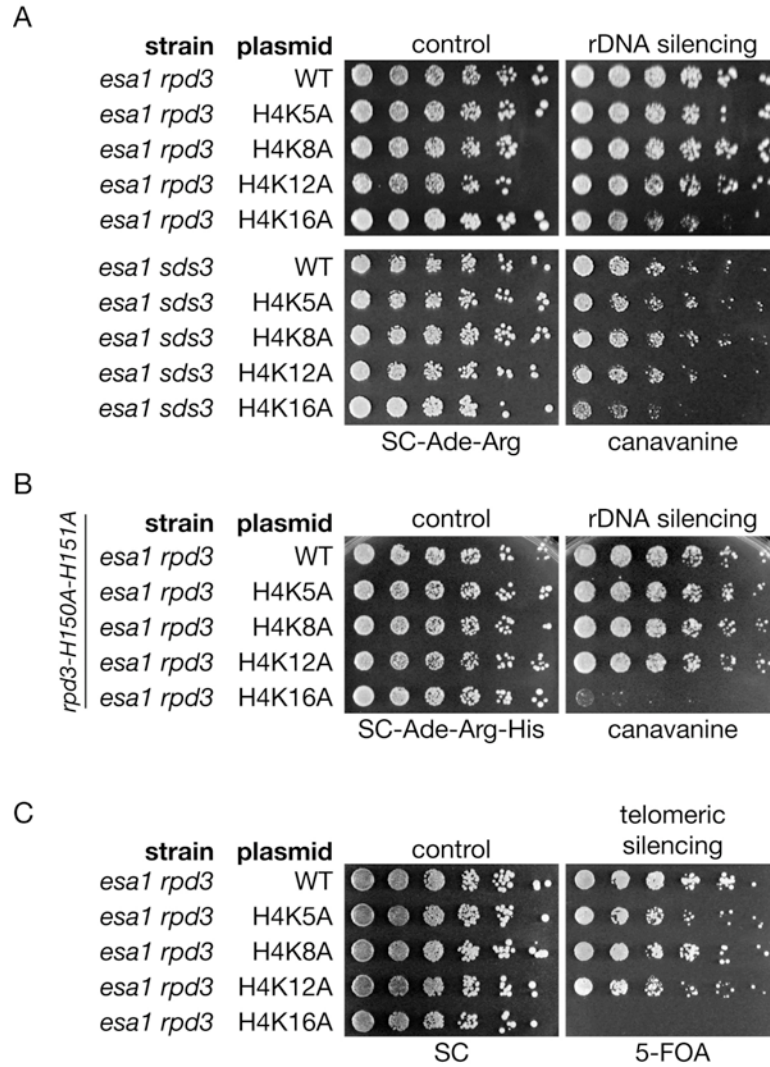 A
strain plasmid control rDNA silencing
esa1 rpd3 WT
esa1 rpd3 H4K5A
esa1 rpd3 H4K8A
esa1 rpd3 H4K12A
esa1 rpd3 H4K16A
esa1 sds3 WT
esa1 sds3 H4K5A
esa1 sds3 H4K8A
esa1 sds3 H4K12A
esa1 sds3 H4K16A
SC-Ade-Arg canavanine
B
rpd3-H150A-H151A
strain plasmid control rDNA silencing
esa1 rpd3 WT
esa1 rpd3 H4K5A
esa1 rpd3 H4K8A
esa1 rpd3 H4K12A
esa1 rpd3 H4K16A
SC-Ade-Arg-His canavanine
C
telomeric
strain plasmid control silencing
esa1 rpd3 WT
esa1 rpd3 H4K5A
esa1 rpd3 H4K8A
esa1 rpd3 H4K12A
esa1 rpd3 H4K16A
SC 5-FOA